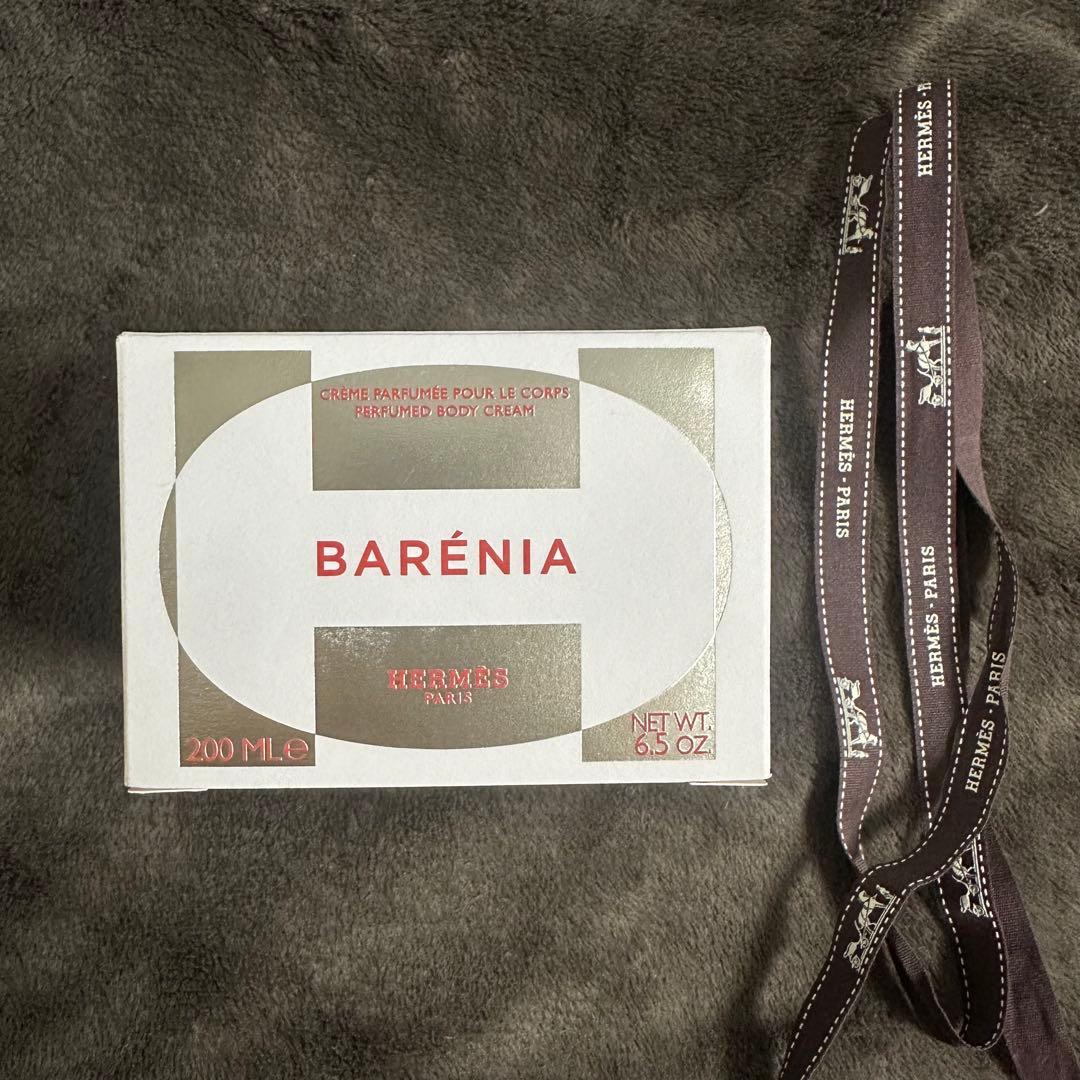 CRÈME PARFUMÉE POUR LE CORPS
PERFUMED BODY CREAM
BARÉNIA
HERMÈS
PARIS
200 ML℮
NET WT.
6.5 OZ.
HERMÈS · P
HERMÈS · PARIS
HERMÈS · PARIS
HERMÈS · PARIS